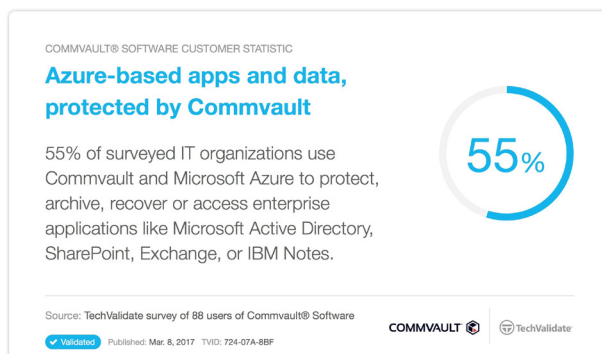 COMMVAULT® SOFTWARE CUSTOMER STATISTIC
Azure-based apps and data,
protected by Commvault
55% of surveyed IT organizations use
Commvault and Microsoft Azure to protect,
archive, recover or access enterprise
applications like Microsoft Active Directory,
SharePoint, Exchange, or IBM Notes.
55%
Source: TechValidate survey of 88 users of Commvault® Software
Validated Published: Mar. 8, 2017 TVID: 724-07A-8BF
COMMVAULT TechValidate